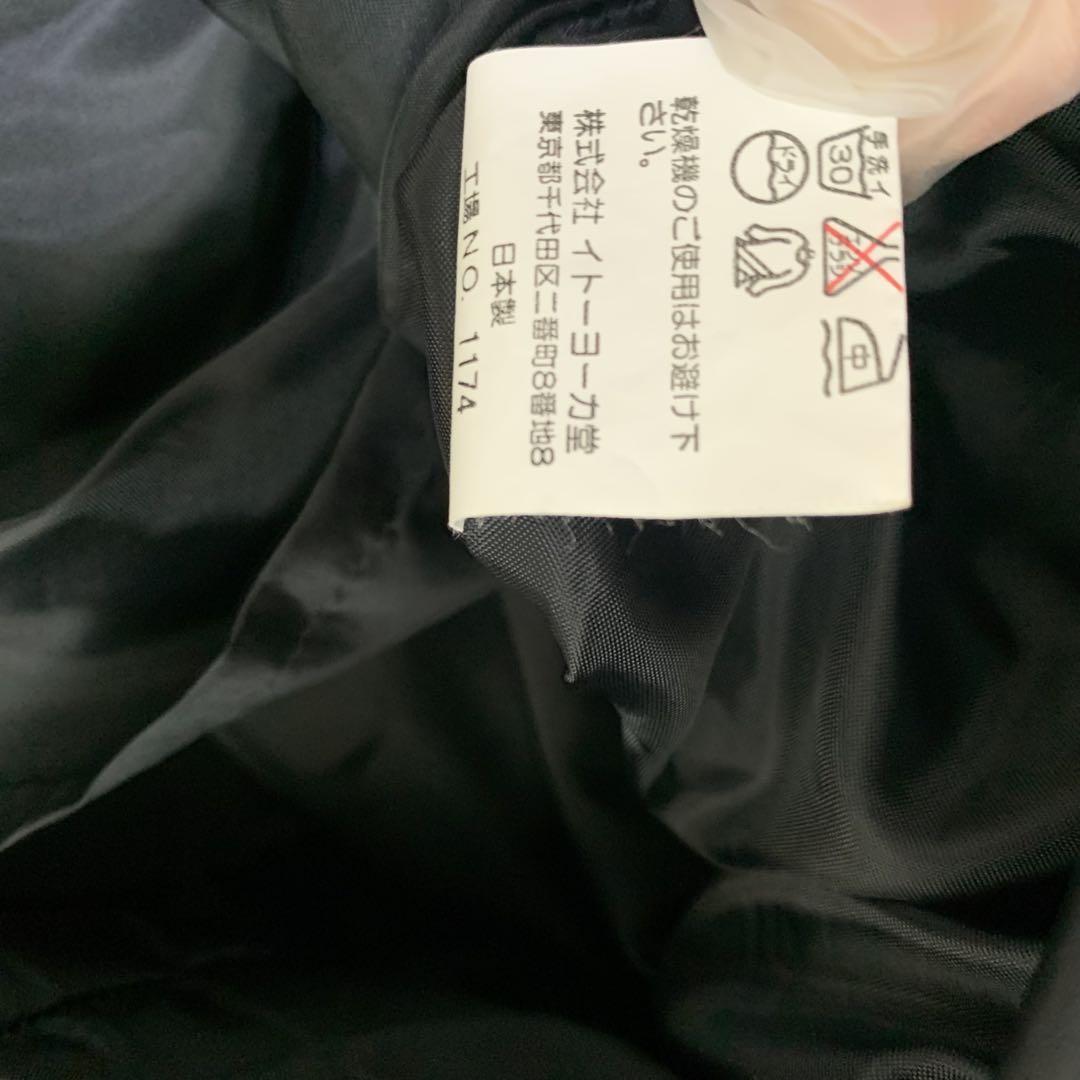 手洗イ
30
エンソ
サラシ
中
ドライ
乾燥機のご使用はお避け下
さい。
株式会社 イトーヨーカ堂
東京都千代田区二番町8番地8
日本製
工場NO. 1174